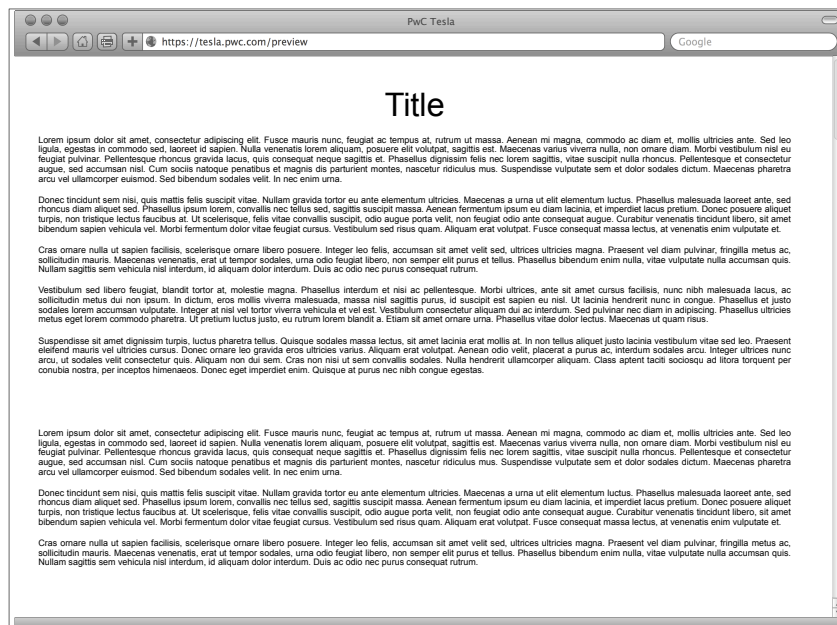 PwC Tesla
https://tesla.pwc.com/preview
Google
Title
Lorem ipsum dolor sit amet, consectetur adipiscing elit. Fusce mauris nunc, feugiat ac tempus at, rutrum ut massa. Aenean mi magna, commodo ac diam et, mollis ultricies ante. Sed leo
ligula, egestas in commodo sed, laoreet id sapien. Nulla venenatis lorem aliquam, posuere elit volutpat, sagittis est. Maecenas varius viverra nulla, non ornare diam. Morbi vestibulum nisl eu
feugiat pulvinar. Pellentesque rhoncus gravida lacus, quis consequat neque sagittis et. Phasellus dignissim felis nec lorem sagittis, vitae suscipit nulla rhoncus. Pellentesque et consectetur
augue, sed accumsan nisl. Cum sociis natoque penatibus et magnis dis parturient montes, nascetur ridiculus mus. Suspendisse vulputate sem et dolor sodales dictum. Maecenas pharetra
arcu vel ullamcorper euismod. Sed bibendum sodales velit. In nec enim urna.
Donec tincidunt sem nisi, quis mattis felis suscipit vitae. Nullam gravida tortor eu ante elementum ultricies. Maecenas a urna ut elit elementum luctus. Phasellus malesuada laoreet ante, sed
rhoncus diam aliquet sed. Phasellus ipsum lorem, convallis nec tellus sed, sagittis suscipit massa. Aenean fermentum ipsum eu diam lacinia, et imperdiet lacus pretium. Donec posuere aliquet
turpis, non tristique lectus faucibus at. Ut scelerisque, felis vitae convallis suscipit, odio augue porta velit, non feugiat odio ante consequat augue. Curabitur venenatis tincidunt libero, sit amet
bibendum sapien vehicula vel. Morbi fermentum dolor vitae feugiat cursus. Vestibulum sed risus quam. Aliquam erat volutpat. Fusce consequat massa lectus, at venenatis enim vulputate et.
Cras ornare nulla ut sapien facilisis, scelerisque ornare libero posuere. Integer leo felis, accumsan sit amet velit sed, ultrices ultricies magna. Praesent vel diam pulvinar, fringilla metus ac,
sollicitudin mauris. Maecenas venenatis, erat ut tempor sodales, urna odio feugiat libero, non semper elit purus et tellus. Phasellus bibendum enim nulla, vitae vulputate nulla accumsan quis.
Nullam sagittis sem vehicula nisl interdum, id aliquam dolor interdum. Duis ac odio nec purus consequat rutrum.
Vestibulum sed libero feugiat, blandit tortor at, molestie magna. Phasellus interdum et nisi ac pellentesque. Morbi ultrices, ante sit amet cursus facilisis, nunc nibh malesuada lacus, ac
sollicitudin metus dui non ipsum. In dictum, eros mollis viverra malesuada, massa nisl sagittis purus, id suscipit est sapien eu nisl. Ut lacinia hendrerit nunc in congue. Phasellus et justo
sodales lorem accumsan vulputate. Integer at nisl vel tortor viverra vehicula et vel est. Vestibulum consectetur aliquam dui ac interdum. Sed pulvinar nec diam in adipiscing. Phasellus ultricies
metus eget lorem commodo pharetra. Ut pretium luctus justo, eu rutrum lorem blandit a. Etiam sit amet ornare urna. Phasellus vitae dolor lectus. Maecenas ut quam risus.
Suspendisse sit amet dignissim turpis, luctus pharetra tellus. Quisque sodales massa lectus, sit amet lacinia erat mollis at. In non tellus aliquet justo lacinia vestibulum vitae sed leo. Praesent
eleifend mauris vel ultricies cursus. Donec ornare leo gravida eros ultricies varius. Aliquam erat volutpat. Aenean odio velit, placerat a purus ac, interdum sodales arcu. Integer ultrices nunc
arcu, ut sodales velit consectetur quis. Aliquam non dui sem. Cras non nisi ut sem convallis sodales. Nulla hendrerit ullamcorper aliquam. Class aptent taciti sociosqu ad litora torquent per
conubia nostra, per inceptos himenaeos. Donec eget imperdiet enim. Quisque at purus nec nibh congue egestas.
Lorem ipsum dolor sit amet, consectetur adipiscing elit. Fusce mauris nunc, feugiat ac tempus at, rutrum ut massa. Aenean mi magna, commodo ac diam et, mollis ultricies ante. Sed leo
ligula, egestas in commodo sed, laoreet id sapien. Nulla venenatis lorem aliquam, posuere elit volutpat, sagittis est. Maecenas varius viverra nulla, non ornare diam. Morbi vestibulum nisl eu
feugiat pulvinar. Pellentesque rhoncus gravida lacus, quis consequat neque sagittis et. Phasellus dignissim felis nec lorem sagittis, vitae suscipit nulla rhoncus. Pellentesque et consectetur
augue, sed accumsan nisl. Cum sociis natoque penatibus et magnis dis parturient montes, nascetur ridiculus mus. Suspendisse vulputate sem et dolor sodales dictum. Maecenas pharetra
arcu vel ullamcorper euismod. Sed bibendum sodales velit. In nec enim urna.
Donec tincidunt sem nisi, quis mattis felis suscipit vitae. Nullam gravida tortor eu ante elementum ultricies. Maecenas a urna ut elit elementum luctus. Phasellus malesuada laoreet ante, sed
rhoncus diam aliquet sed. Phasellus ipsum lorem, convallis nec tellus sed, sagittis suscipit massa. Aenean fermentum ipsum eu diam lacinia, et imperdiet lacus pretium. Donec posuere aliquet
turpis, non tristique lectus faucibus at. Ut scelerisque, felis vitae convallis suscipit, odio augue porta velit, non feugiat odio ante consequat augue. Curabitur venenatis tincidunt libero, sit amet
bibendum sapien vehicula vel. Morbi fermentum dolor vitae feugiat cursus. Vestibulum sed risus quam. Aliquam erat volutpat. Fusce consequat massa lectus, at venenatis enim vulputate et.
Cras ornare nulla ut sapien facilisis, scelerisque ornare libero posuere. Integer leo felis, accumsan sit amet velit sed, ultrices ultricies magna. Praesent vel diam pulvinar, fringilla metus ac,
sollicitudin mauris. Maecenas venenatis, erat ut tempor sodales, urna odio feugiat libero, non semper elit purus et tellus. Phasellus bibendum enim nulla, vitae vulputate nulla accumsan quis.
Nullam sagittis sem vehicula nisl interdum, id aliquam dolor interdum. Duis ac odio nec purus consequat rutrum.